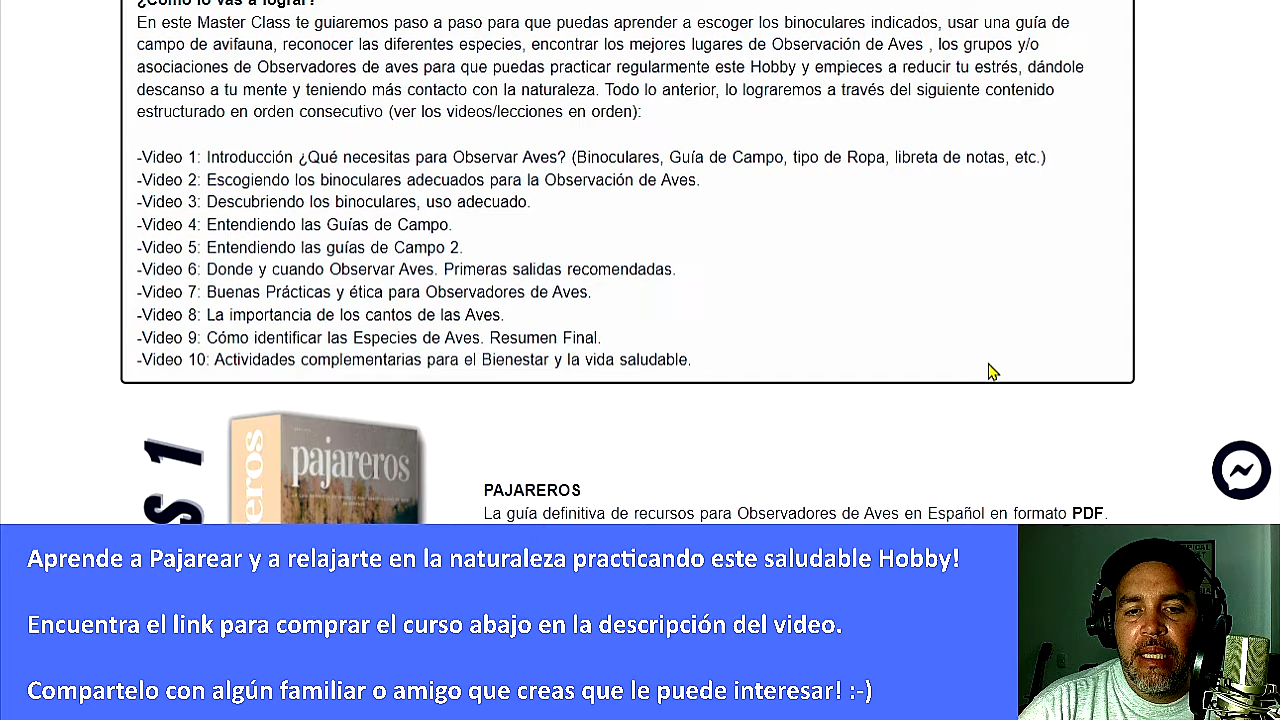 ¿Cómo lo vas a lograr?
En este Master Class te guiaremos paso a paso para que puedas aprender a escoger los binoculares indicados, usar una guía de
campo de avifauna, reconocer las diferentes especies, encontrar los mejores lugares de Observación de Aves , los grupos y/o
asociaciones de Observadores de aves para que puedas practicar regularmente este Hobby y empieces a reducir tu estrés, dándole
descanso a tu mente y teniendo más contacto con la naturaleza. Todo lo anterior, lo lograremos a través del siguiente contenido
estructurado en orden consecutivo (ver los videos/lecciones en orden):
-Video 1: Introducción ¿Qué necesitas para Observar Aves? (Binoculares, Guía de Campo, tipo de Ropa, libreta de notas, etc.)
-Video 2: Escogiendo los binoculares adecuados para la Observación de Aves.
-Video 3: Descubriendo los binoculares, uso adecuado.
-Video 4: Entendiendo las Guías de Campo.
-Video 5: Entendiendo las guías de Campo 2.
-Video 6: Donde y cuando Observar Aves. Primeras salidas recomendadas.
-Video 7: Buenas Prácticas y ética para Observadores de Aves.
-Video 8: La importancia de los cantos de las Aves.
-Video 9: Cómo identificar las Especies de Aves. Resumen Final.
-Video 10: Actividades complementarias para el Bienestar y la vida saludable.
S 1
eros
pajareros
PAJAREROS
La guía definitiva de recursos para Observadores de Aves en Español en formato PDF.
Aprende a Pajarear y a relajarte en la naturaleza practicando este saludable Hobby!
Encuentra el link para comprar el curso abajo en la descripción del video.
Compartelo con algún familiar o amigo que creas que le puede interesar! :-)